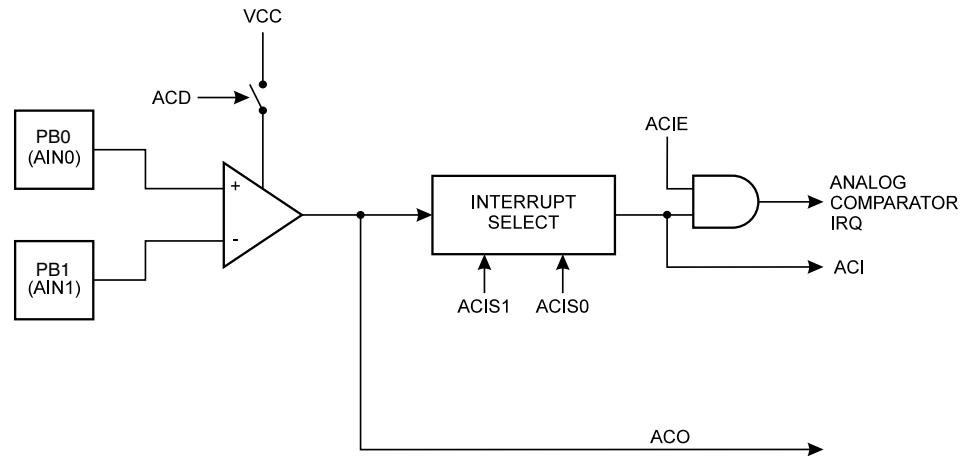 VCC
ACD
PB0
(AIN0)
+
-
PB1
(AIN1)
INTERRUPT
SELECT
ACIS1
ACIS0
ACIE
ANALOG
COMPARATOR
IRQ
ACI
ACO